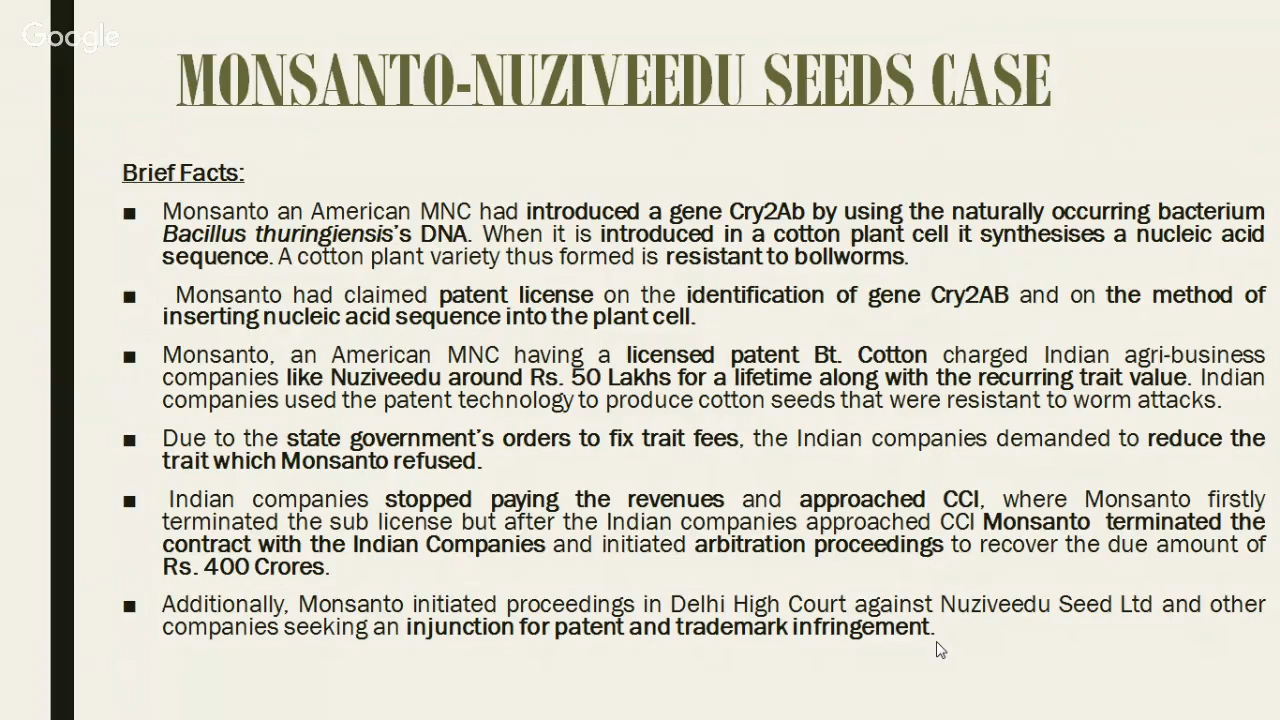 Google
MONSANTO-NUZIVEEDU SEEDS CASE
Brief Facts:
■ Monsanto an American MNC had introduced a gene Cry2Ab by using the naturally occurring bacterium
Bacillus thuringiensis's DNA. When it is introduced in a cotton plant cell it synthesises a nucleic acid
sequence. A cotton plant variety thus formed is resistant to bollworms.
■ Monsanto had claimed patent license on the identification of gene Cry2AB and on the method of
inserting nucleic acid sequence into the plant cell.
■ Monsanto, an American MNC having a licensed patent Bt. Cotton charged Indian agri-business
companies like Nuziveedu around Rs. 50 Lakhs for a lifetime along with the recurring trait value. Indian
companies used the patent technology to produce cotton seeds that were resistant to worm attacks.
■ Due to the state government's orders to fix trait fees, the Indian companies demanded to reduce the
trait which Monsanto refused.
■ Indian companies stopped paying the revenues and approached CCI, where Monsanto firstly
terminated the sub license but after the Indian companies approached CCI Monsanto terminated the
contract with the Indian Companies and initiated arbitration proceedings to recover the due amount of
Rs. 400 Crores.
■ Additionally, Monsanto initiated proceedings in Delhi High Court against Nuziveedu Seed Ltd and other
companies seeking an injunction for patent and trademark infringement.